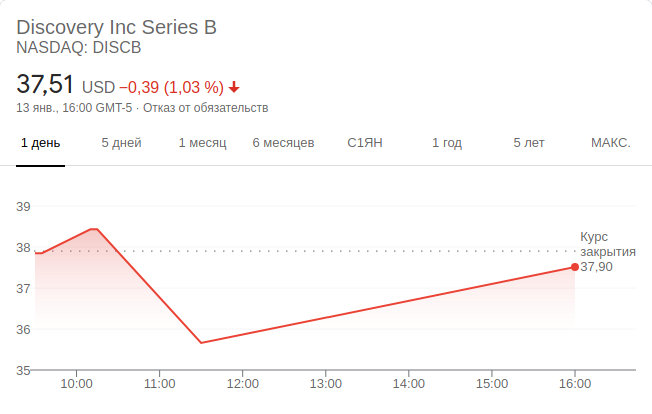 Discovery Inc Series B
NASDAQ: DISCB
37,51 USD −0,39 (1,03 %)
13 янв., 16:00 GMT-5 · Отказ от обязательств
1 день 5 дней 1 месяц 6 месяцев С1ЯН 1 год 5 лет МАКС.
39
38
37
36
35
Курс
закрытия
37,90
10:00 11:00 12:00 13:00 14:00 15:00 16:00